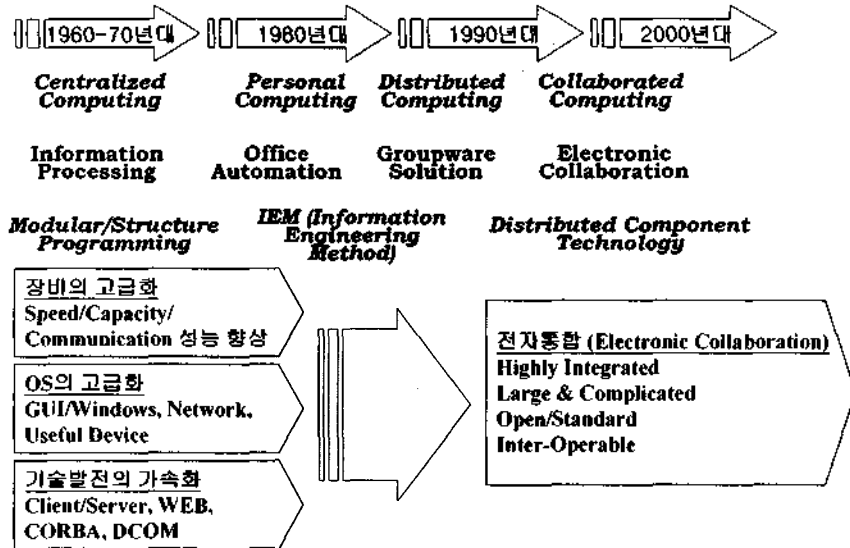 1960-70년대
1980년대
1990년대
2000년대
Centralized
Computing
Personal
Computing
Distributed
Computing
Collaborated
Computing
Information
Processing
Office
Automation
Groupware
Solution
Electronic
Collaboration
Modular/Structure
Programming
IEM (Information
Engineering
Method)
Distributed Component
Technology
장비의 고급화
Speed/Capacity/
Communication 성능 향상
OS의 고급화
GUI/Windows, Network,
Useful Device
기술발전의 가속화
Client/Server, WEB,
CORBA, DCOM
전자통합 (Electronic Collaboration)
Highly Integrated
Large & Complicated
Open/Standard
Inter-Operable